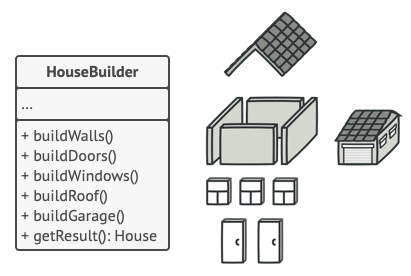 HouseBuilder
...
+ buildWalls()
+ buildDoors()
+ buildWindows()
+ buildRoof()
+ buildGarage()
+ getResult(): House